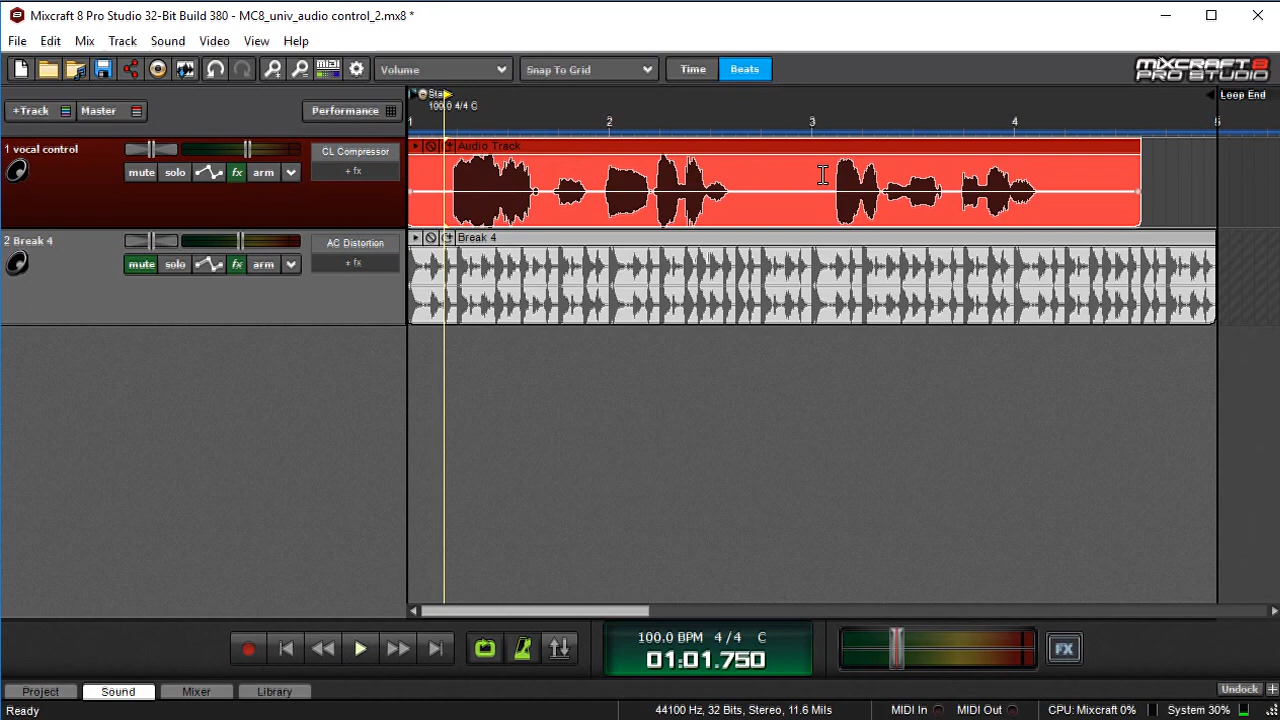 Mixcraft 8 Pro Studio 32-Bit Build 380 - MC8_univ_audio control_2.mx8 *
File Edit Mix Track Sound Video View Help
midi
Volume
Snap To Grid
Time
Beats
MIXCRAFT 8
PRO STUDIO
+Track
Master
Performance
100.0 4/4 C
Loop End
1 2 3 4 5
1 vocal control
mute solo fx arm
CL Compressor
+ fx
Audio Track
2 Break 4
mute solo fx arm
AC Distortion
+ fx
Break 4
100.0 BPM 4 / 4 C
01:01.750
FX
Project Sound Mixer Library
Undock
Ready
44100 Hz, 32 Bits, Stereo, 11.6 Mils
MIDI In
MIDI Out
CPU: Mixcraft 0%
System 30%